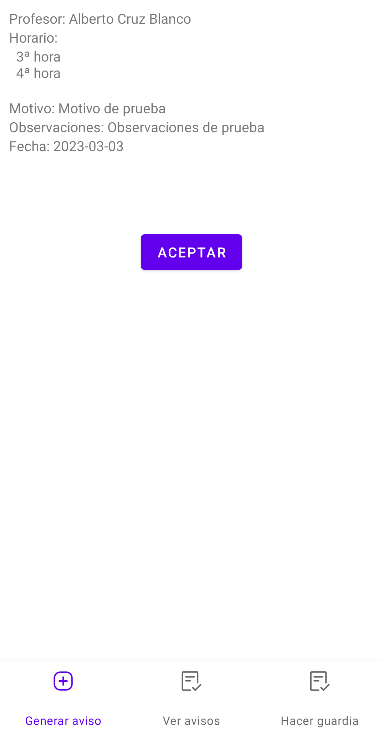 Profesor: Alberto Cruz Blanco
Horario:
3ª hora
4ª hora
Motivo: Motivo de prueba
Observaciones: Observaciones de prueba
Fecha: 2023-03-03
ACEPTAR
Generar aviso
Ver avisos
Hacer guardia